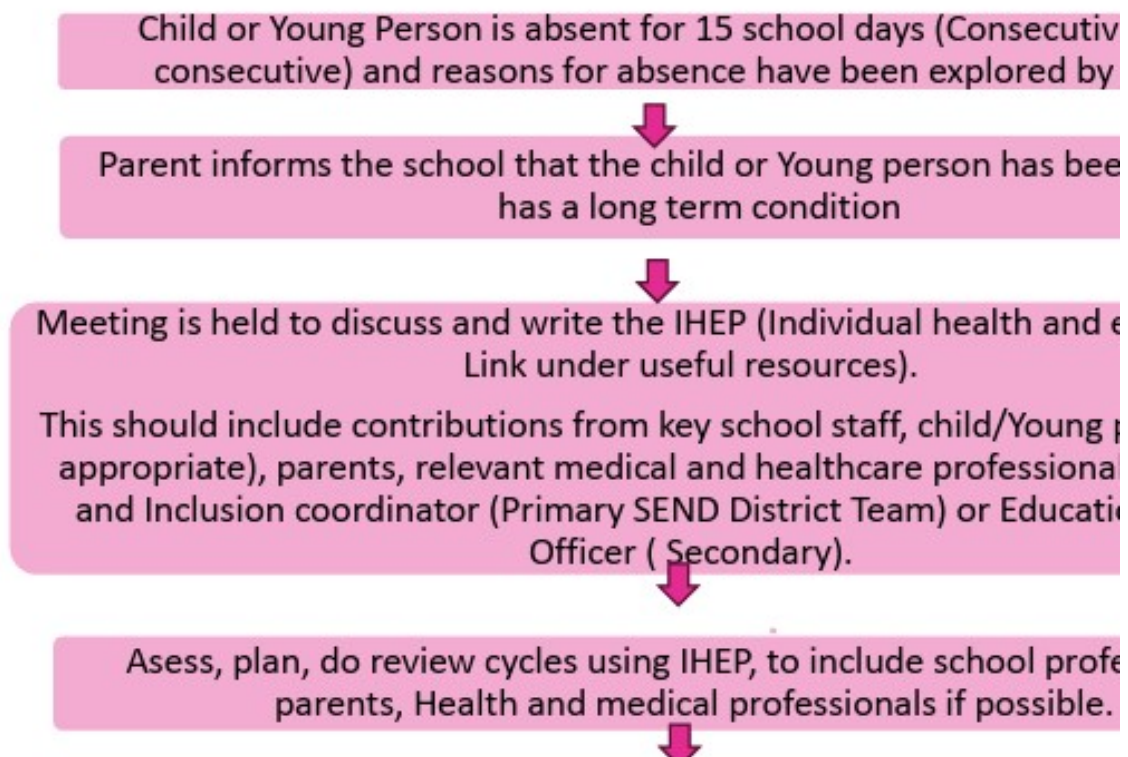 Child or Young Person is absent for 15 school days (Consecutiv
consecutive) and reasons for absence have been explored by
Parent informs the school that the child or Young person has bee
has a long term condition
Meeting is held to discuss and write the IHEP (Individual health and e
Link under useful resources).
This should include contributions from key school staff, child/Young p
appropriate), parents, relevant medical and healthcare professional
and Inclusion coordinator (Primary SEND District Team) or Educatio
Officer ( Secondary).
Asess, plan, do review cycles using IHEP, to include school profe
parents, Health and medical professionals if possible.